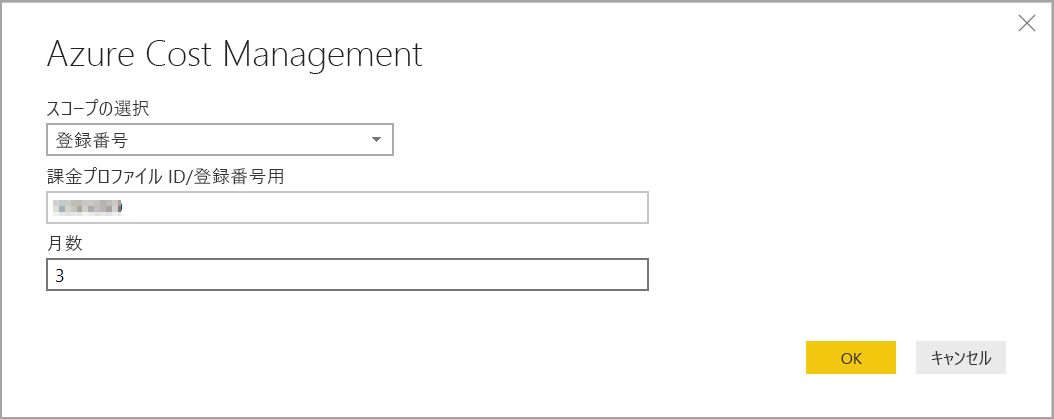 Azure Cost Management
スコープの選択
登録番号
課金プロファイル ID/登録番号用
月数
3
OK
キャンセル